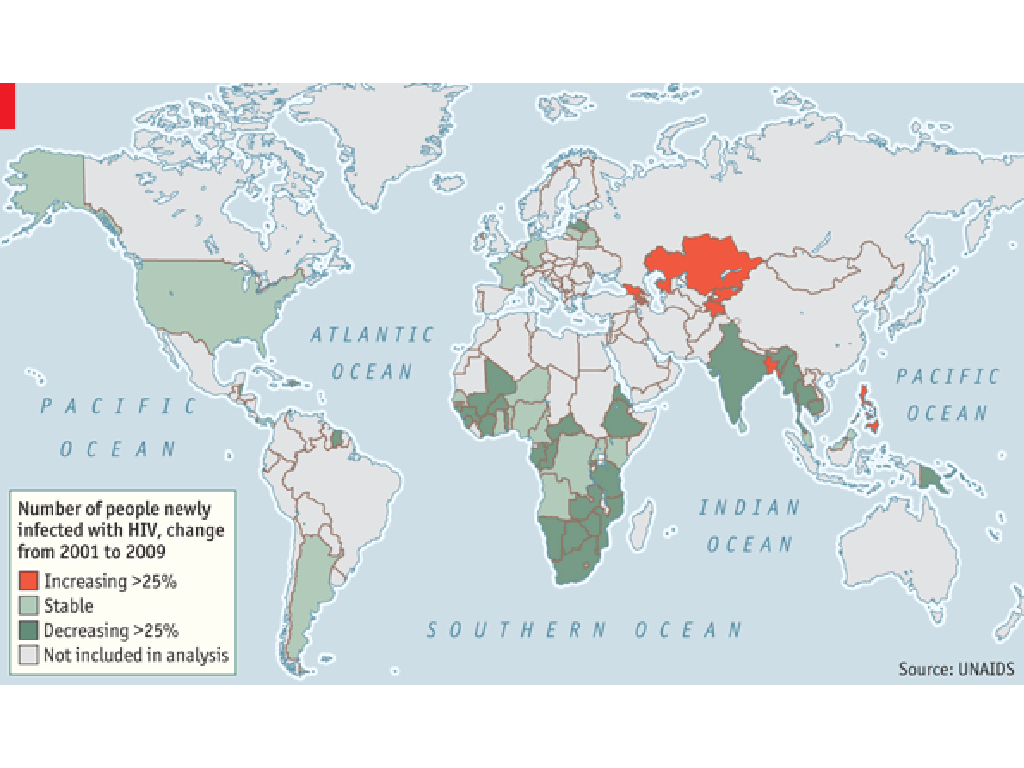 ATLANTIC
OCEAN
PACIFIC
OCEAN
PACIFIC
OCEAN
INDIAN
OCEAN
SOUTHERN OCEAN
Number of people newly
infected with HIV, change
from 2001 to 2009
Increasing >25%
Stable
Decreasing >25%
Not included in analysis
Source: UNAIDS